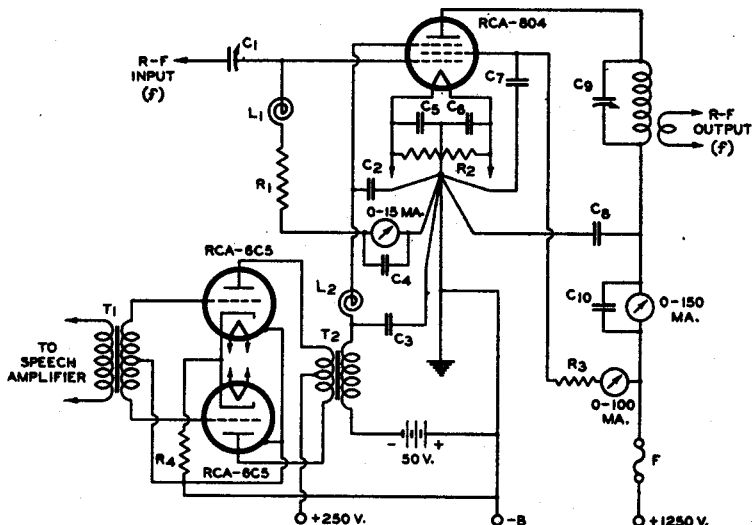 RCA-804
C1
R-F
INPUT
(f)
C7
C9
L1
C5
C6
R-F
OUTPUT
(f)
R1
C2
R2
0-15 MA.
C8
RCA-6C5
C4
L2
C10
0-150
MA.
T1
T2
C3
TO
SPEECH
AMPLIFIER
R3
0-100
MA.
- +
50 V.
R4
F
RCA-6C5
+250 V.
-B
+1250 V.